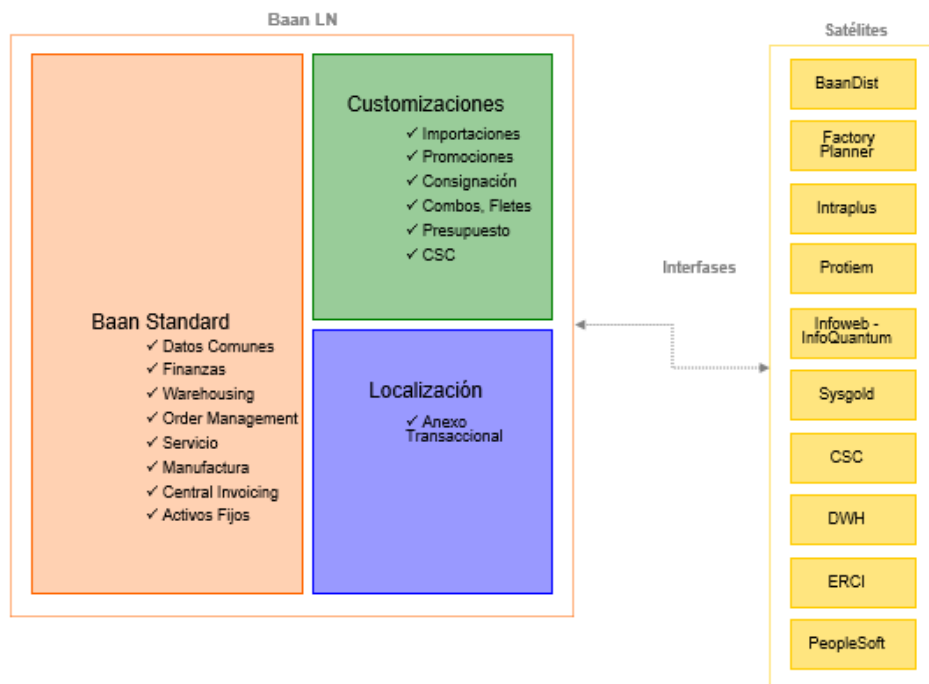 Baan LN
Customizaciones
✓ Importaciones
✓ Promociones
✓ Consignación
✓ Combos, Fletes
✓ Presupuesto
✓ CSC
Baan Standard
✓ Datos Comunes
✓ Finanzas
✓ Warehousing
✓ Order Management
✓ Servicio
✓ Manufactura
✓ Central Invoicing
✓ Activos Fijos
Localización
✓ Anexo
Transaccional
Interfases
Satélites
BaanDist
Factory
Planner
Intraplus
Protiem
Infoweb -
InfoQuantum
Sysgold
CSC
DWH
ERCI
PeopleSoft